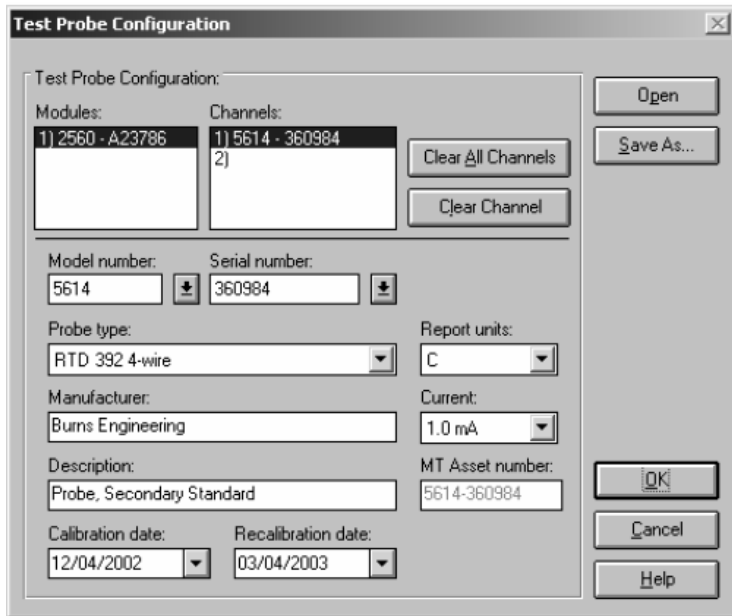 Test Probe Configuration
Test Probe Configuration:
Modules:
Channels:
1) 2560 - A23786
1) 5614 - 360984
2)
Clear All Channels
Clear Channel
Open
Save As...
Model number:
Serial number:
5614
360984
Probe type:
Report units:
RTD 392 4-wire
C
Manufacturer:
Current:
Burns Engineering
1.0 mA
Description:
MT Asset number:
Probe, Secondary Standard
5614-360984
Calibration date:
Recalibration date:
12/04/2002
03/04/2003
OK
Cancel
Help